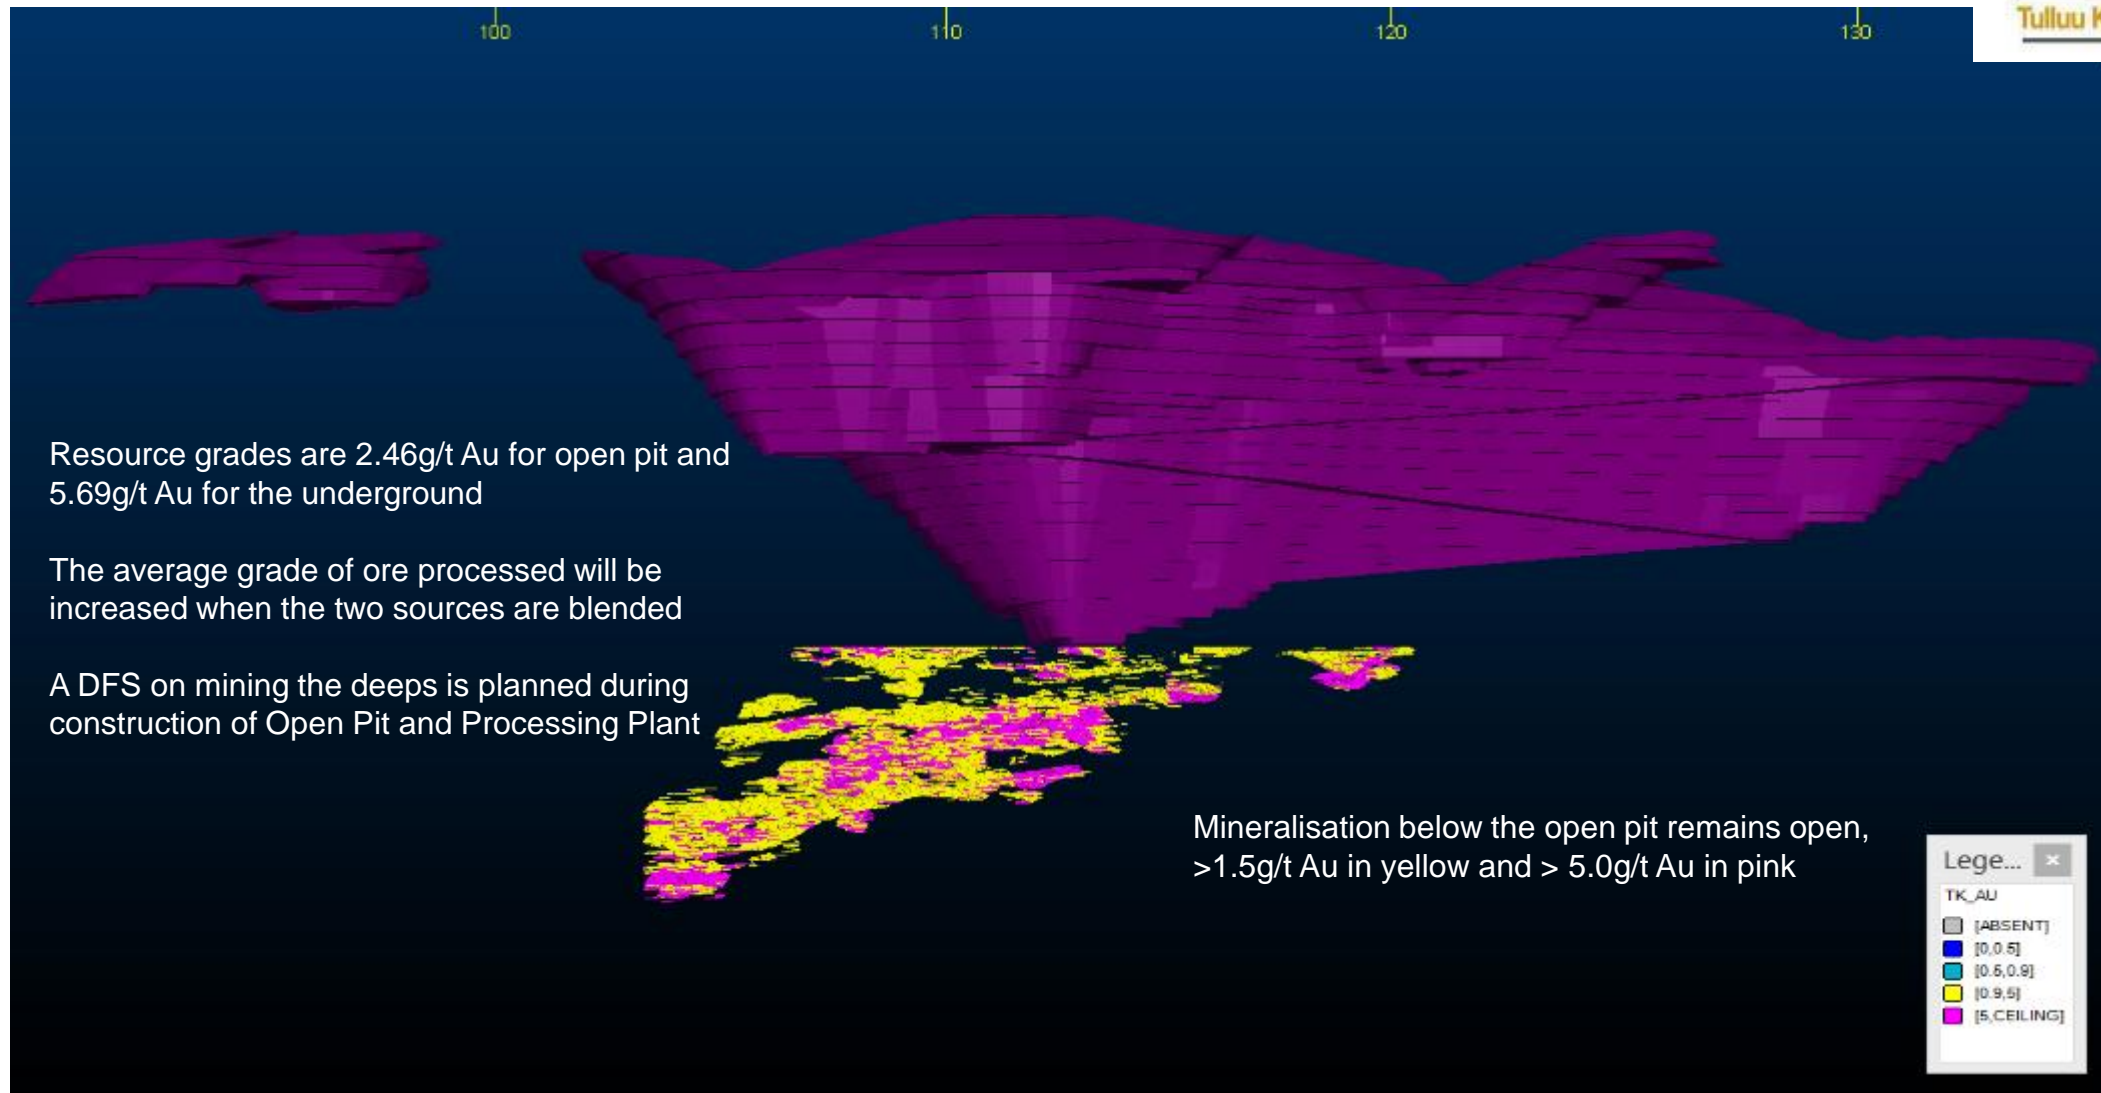 100 110 120 130
Tulluu
Resource grades are 2.46g/t Au for open pit and
5.69g/t Au for the underground
The average grade of ore processed will be
increased when the two sources are blended
A DFS on mining the deeps is planned during
construction of Open Pit and Processing Plant
Mineralisation below the open pit remains open,
>1.5g/t Au in yellow and > 5.0g/t Au in pink
Lege... ×
TK_AU
[ABSENT]
[0,0.5]
[0.5,0.9]
[0.9,5]
[5,CEILING]